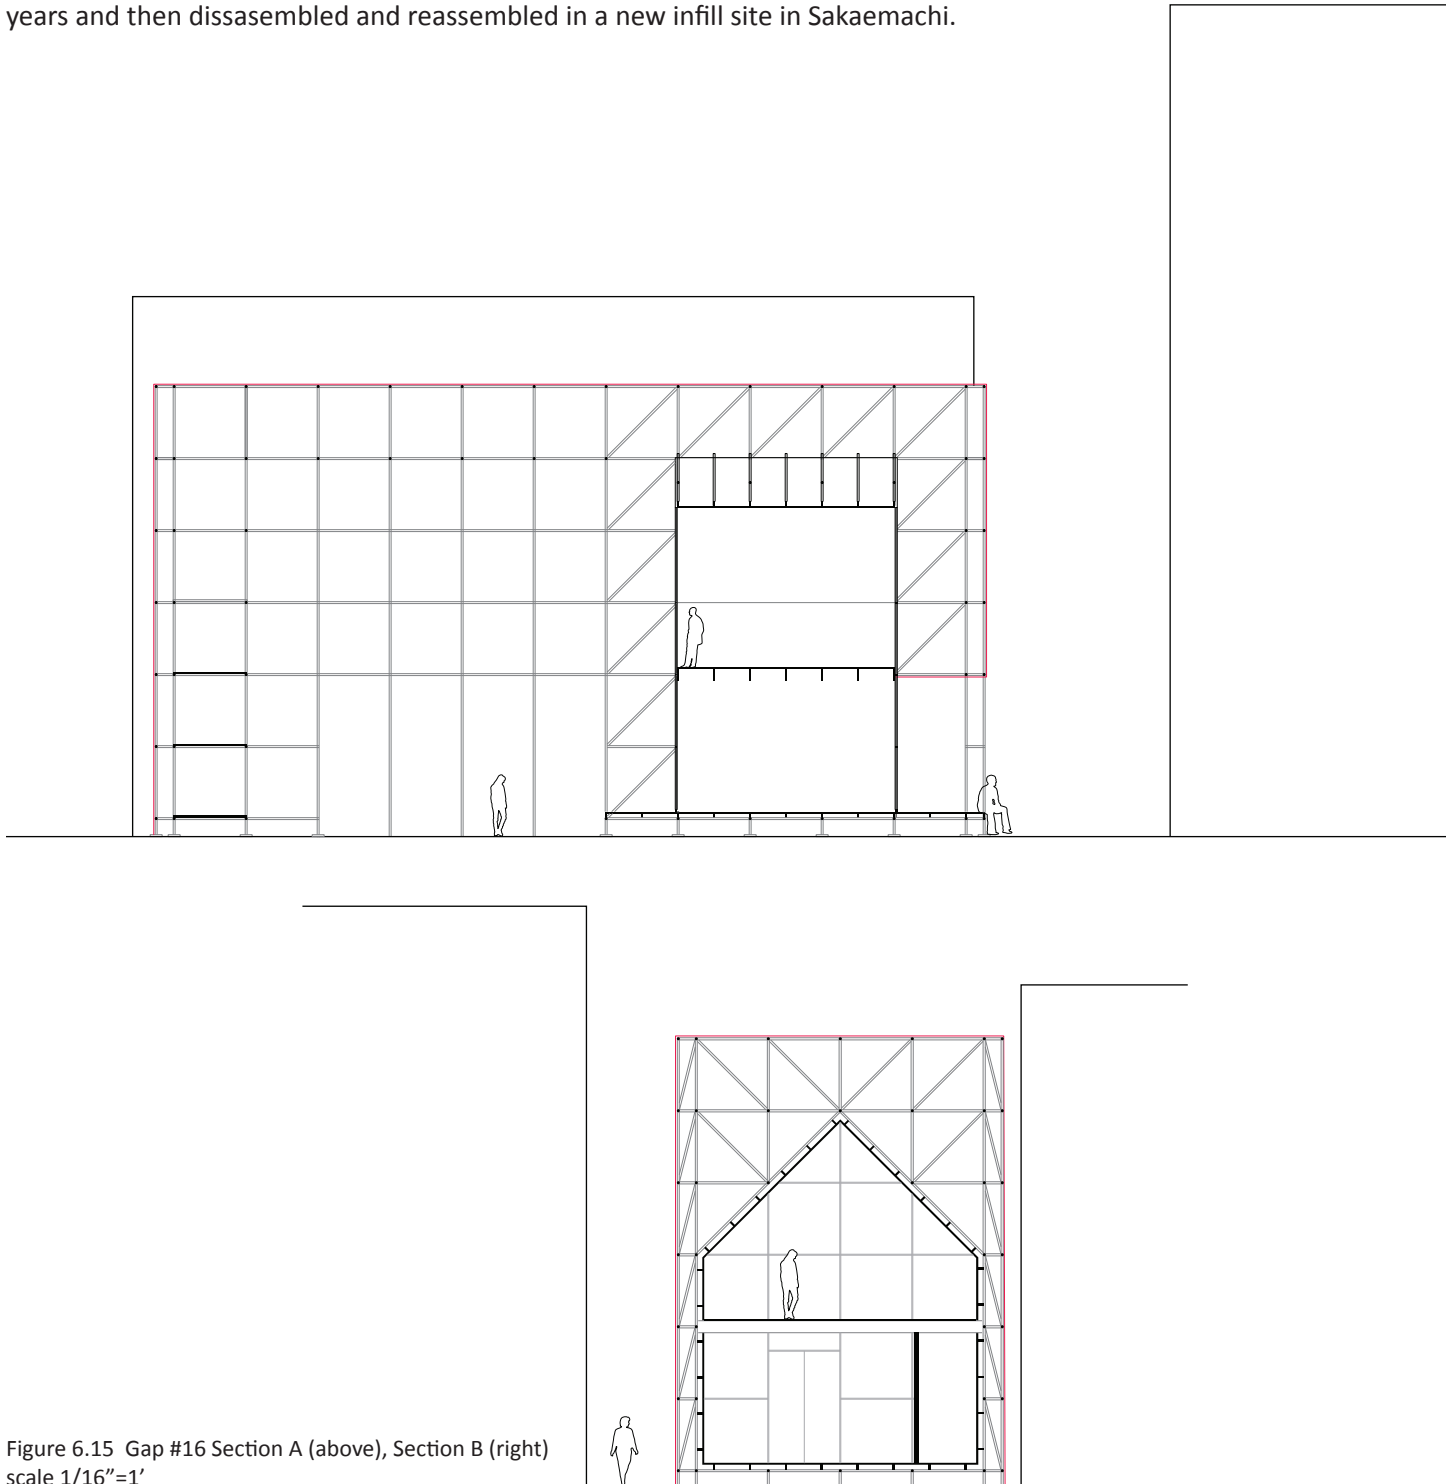 years and then dissasembled and reassembled in a new infill site in Sakaemachi.
Figure 6.15 Gap #16 Section A (above), Section B (right)
scale 1/16”=1’